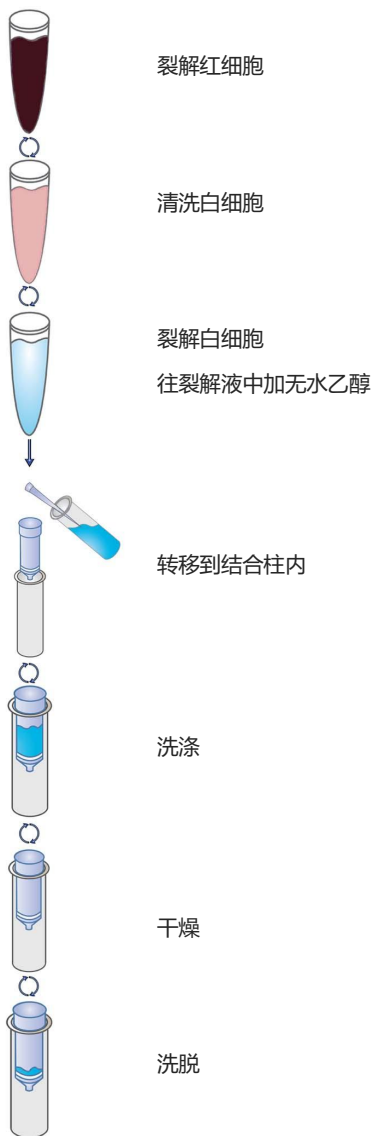 裂解红细胞
清洗白细胞
裂解白细胞
往裂解液中加无水乙醇
转移到结合柱内
洗涤
干燥
洗脱